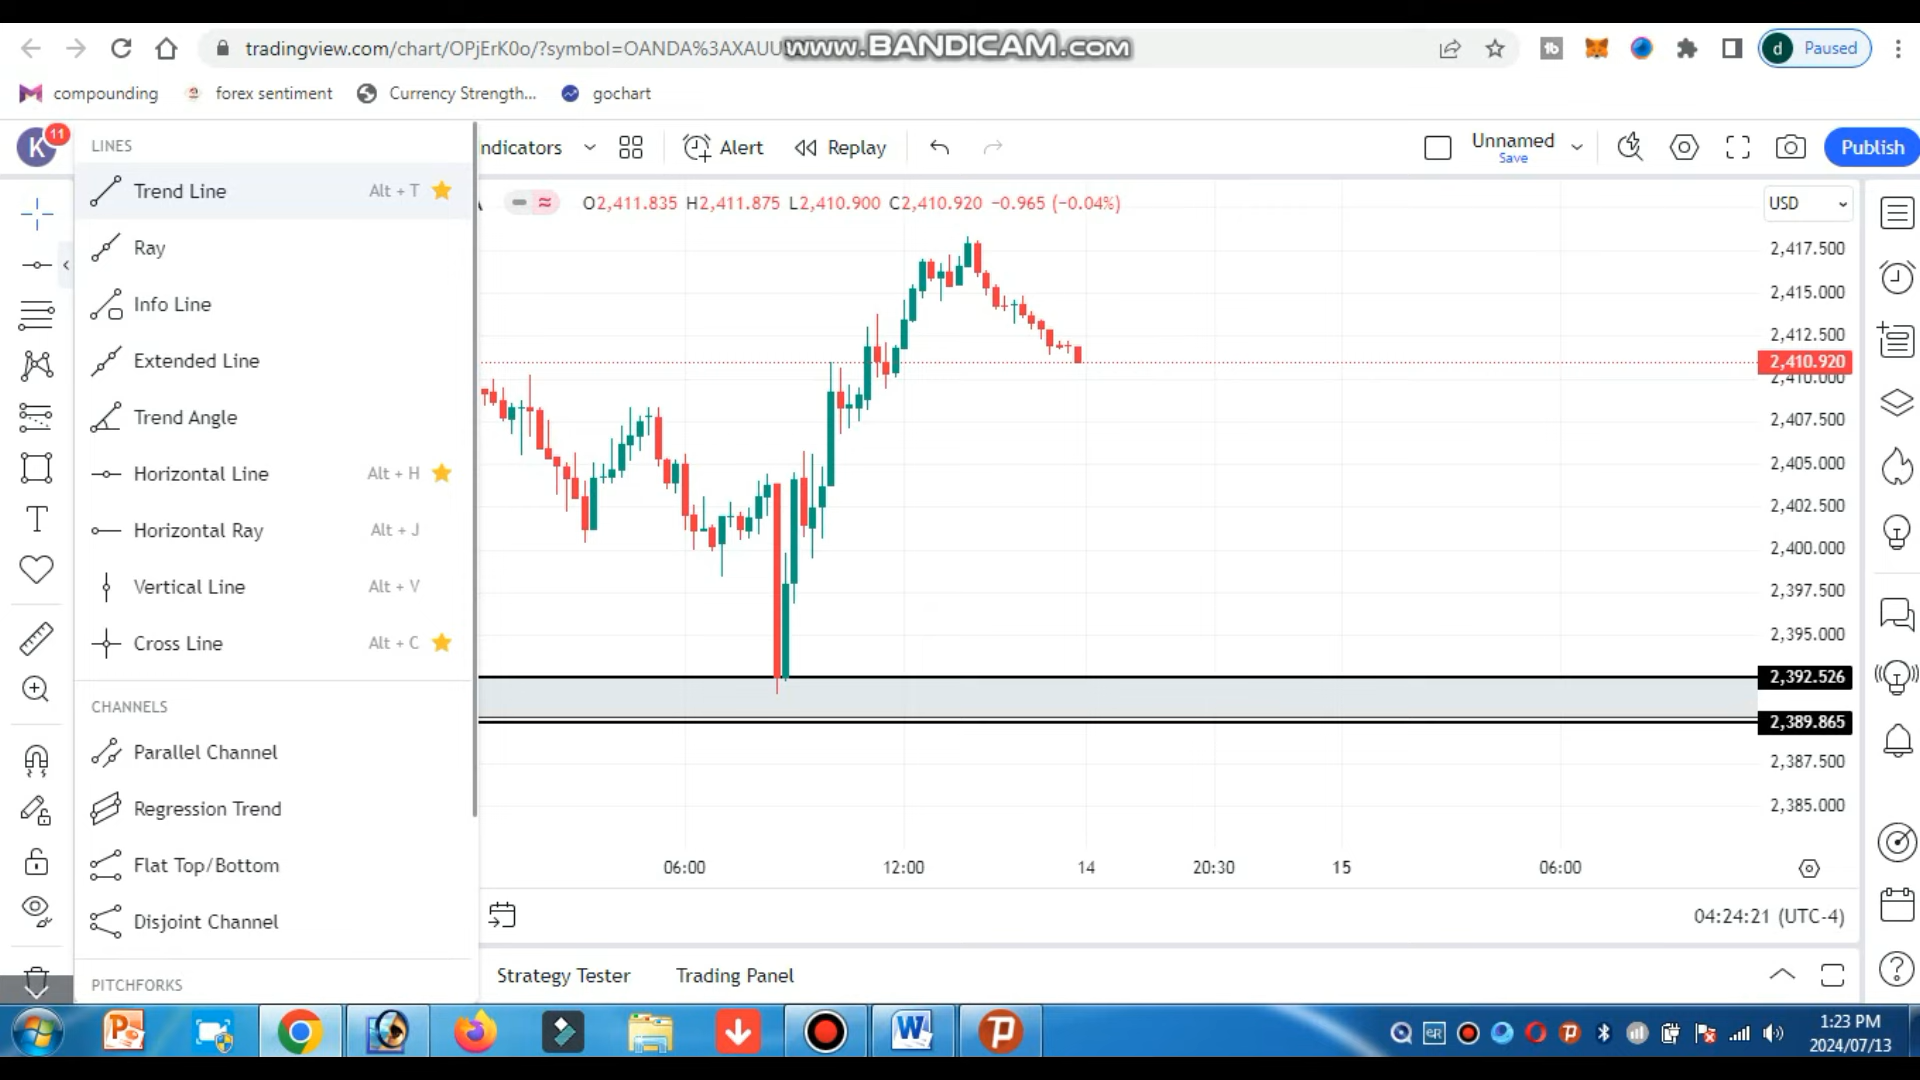 tradingview.com/chart/OPjErK0o/?symbol=OANDA%3AXAUU
www.BANDICAM.com
d Paused
compounding
forex sentiment
Currency Strength...
gochart
K 11
ndicators
Alert
Replay
Unnamed
Save
Publish
LINES
Trend Line Alt + T
Ray
Info Line
Extended Line
Trend Angle
Horizontal Line Alt + H
Horizontal Ray Alt + J
Vertical Line Alt + V
Cross Line Alt + C
CHANNELS
Parallel Channel
Regression Trend
Flat Top/Bottom
Disjoint Channel
PITCHFORKS
O2,411.835 H2,411.875 L2,410.900 C2,410.920 −0.965 (−0.04%)
USD
2,417.500
2,415.000
2,412.500
2,410.920
2,410.000
2,407.500
2,405.000
2,402.500
2,400.000
2,397.500
2,395.000
2,392.526
2,389.865
2,387.500
2,385.000
06:00 12:00 14 20:30 15 06:00
04:24:21 (UTC-4)
Strategy Tester
Trading Panel
1:23 PM
2024/07/13